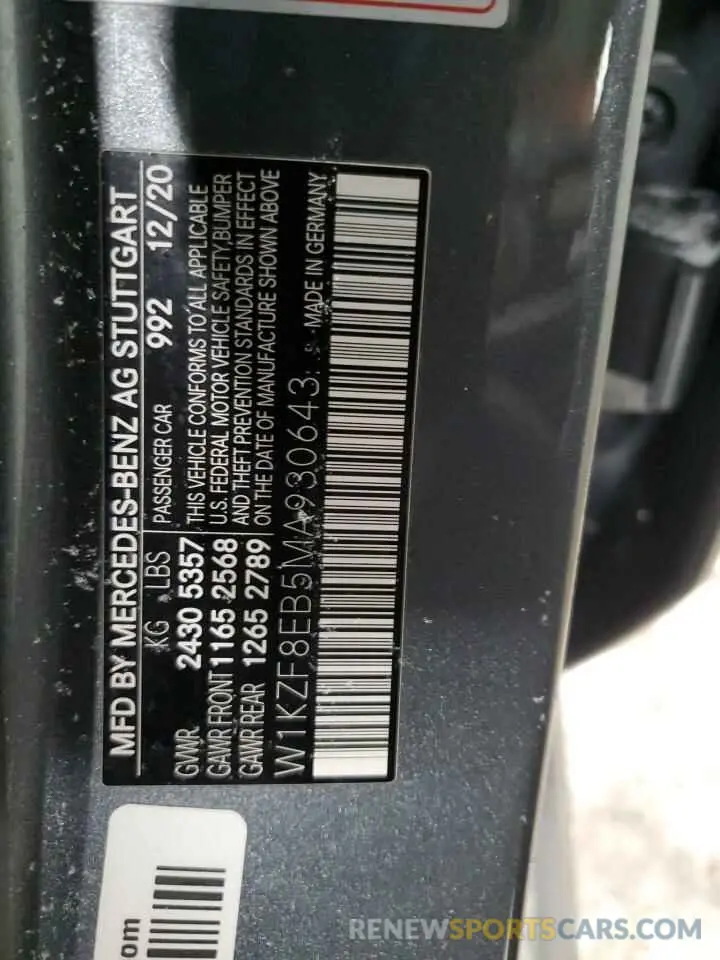 MFD BY MERCEDES-BENZ AG STUTTGART
KG LBS PASSENGER CAR 992 12/20
GVWR 2430 5357
GAWR FRONT 1165 2568
GAWR REAR 1265 2789
THIS VEHICLE CONFORMS TO ALL APPLICABLE
U.S. FEDERAL MOTOR VEHICLE SAFETY, BUMPER
AND THEFT PREVENTION STANDARDS IN EFFECT
ON THE DATE OF MANUFACTURE SHOWN ABOVE
W1KZF8EB5MA930643
MADE IN GERMANY
om
RENEWSPORTSCARS.COM